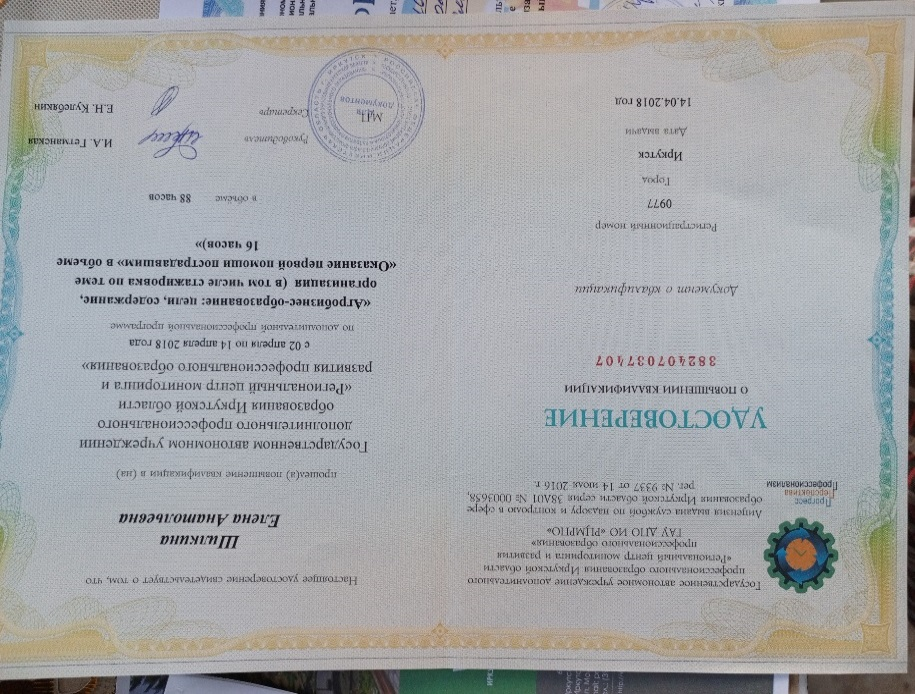 Государственное автономное учреждение дополнительного
профессионального образования Иркутской области
«Региональный центр мониторинга и развития
профессионального образования»
ГАУ ДПО ИО «РЦМРПО»
Лицензия выдана службой по надзору и контролю в сфере
образования Иркутской области серия 38Л01 № 0003658,
рег. № 9337 от 14 июля 2016 г.
Прогресс
Перспектива
Профессионализм
УДОСТОВЕРЕНИЕ
О ПОВЫШЕНИИ КВАЛИФИКАЦИИ
382407037407
Документ о квалификации
Регистрационный номер
0977
Город
Иркутск
Дата выдачи
14.04.2018 год
Настоящее удостоверение свидетельствует о том, что
Шилкина
Елена Анатольевна
прошел(а) повышение квалификации в (на)
Государственном автономном учреждении
дополнительного профессионального
образования Иркутской области
«Региональный центр мониторинга и
развития профессионального образования»
с 02 апреля по 14 апреля 2018 года
по дополнительной профессиональной программе
«Агробизнес-образование: цели, содержание,
организация (в том числе стажировка по теме
«Оказание первой помощи пострадавшим» в объеме
16 часов)»
в объёме 88 часов
Руководитель И.А. Гетманская
Секретарь Е.Н. Кулсбякин
М.П.
Для
документов